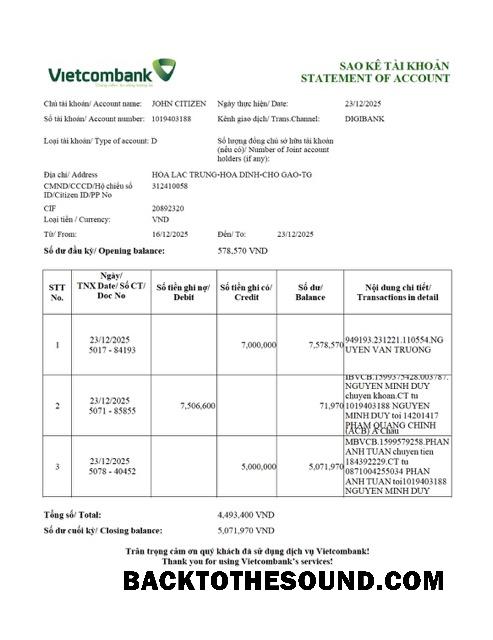 Vietcombank
Chung niềm tin vững tương lai
SAO KÊ TÀI KHOẢN
STATEMENT OF ACCOUNT
Chủ tài khoản/ Account name: JOHN CITIZEN Ngày thực hiện/ Date: 23/12/2025
Số tài khoản/ Account number: 1019403188 Kênh giao dịch/ Trans.Channel: DIGIBANK
Loại tài khoản/ Type of account: D Số lượng đồng chủ sở hữu tài khoản
(nếu có)/ Number of Joint account
holders (if any):
Địa chỉ/ Address HOA LAC TRUNG-HOA DINH-CHO GAO-TG
CMND/CCCD/Hộ chiếu số 312410058
ID/Citizen ID/PP No
CIF 20892320
Loại tiền / Currency: VND
Từ/ From: 16/12/2025 Đến/ To: 23/12/2025
Số dư đầu kỳ/ Opening balance: 578,570 VND
STT
No.
Ngày/
TNX Date/ Số CT/
Doc No
Số tiền ghi nợ/
Debit
Số tiền ghi có/
Credit
Số dư/
Balance
Nội dung chi tiết/
Transactions in detail
1
23/12/2025
5017 - 84193
7,000,000
7,578,570
949193.231221.110554.NG
UYEN VAN TRUONG
2
23/12/2025
5071 - 85855
7,506,600
71,970
IBVCB.1599375428.003787.
NGUYEN MINH DUY
chuyen khoan.CT tu
1019403188 NGUYEN
MINH DUY toi 14201417
PHAM QUANG CHINH
(ACB) A Chau
3
23/12/2025
5078 - 40452
5,000,000
5,071,970
MBVCB.1599579258.PHAN
ANH TUAN chuyen tien
184392229.CT tu
0871004255034 PHAN
ANH TUAN toi1019403188
NGUYEN MINH DUY
Tổng số/ Total: 4,493,400 VND
Số dư cuối kỳ/ Closing balance: 5,071,970 VND
Trân trọng cảm ơn quý khách đã sử dụng dịch vụ Vietcombank!
Thank you for using Vietcombank's services!
BACKTOTHESOUND.COM